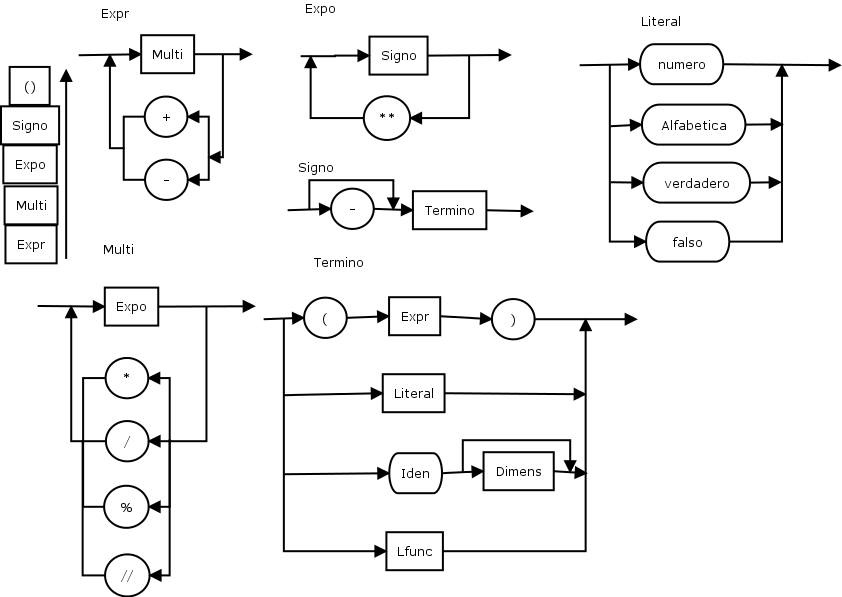 Expr
Multi
+
-
Expo
Signo
**
Signo
-
Termino
Literal
numero
Alfabetica
verdadero
falso
()
Signo
Expo
Multi
Expr
Multi
Expo
*
/
%
//
Termino
( Expr )
Literal
Iden Dimens
Lfunc